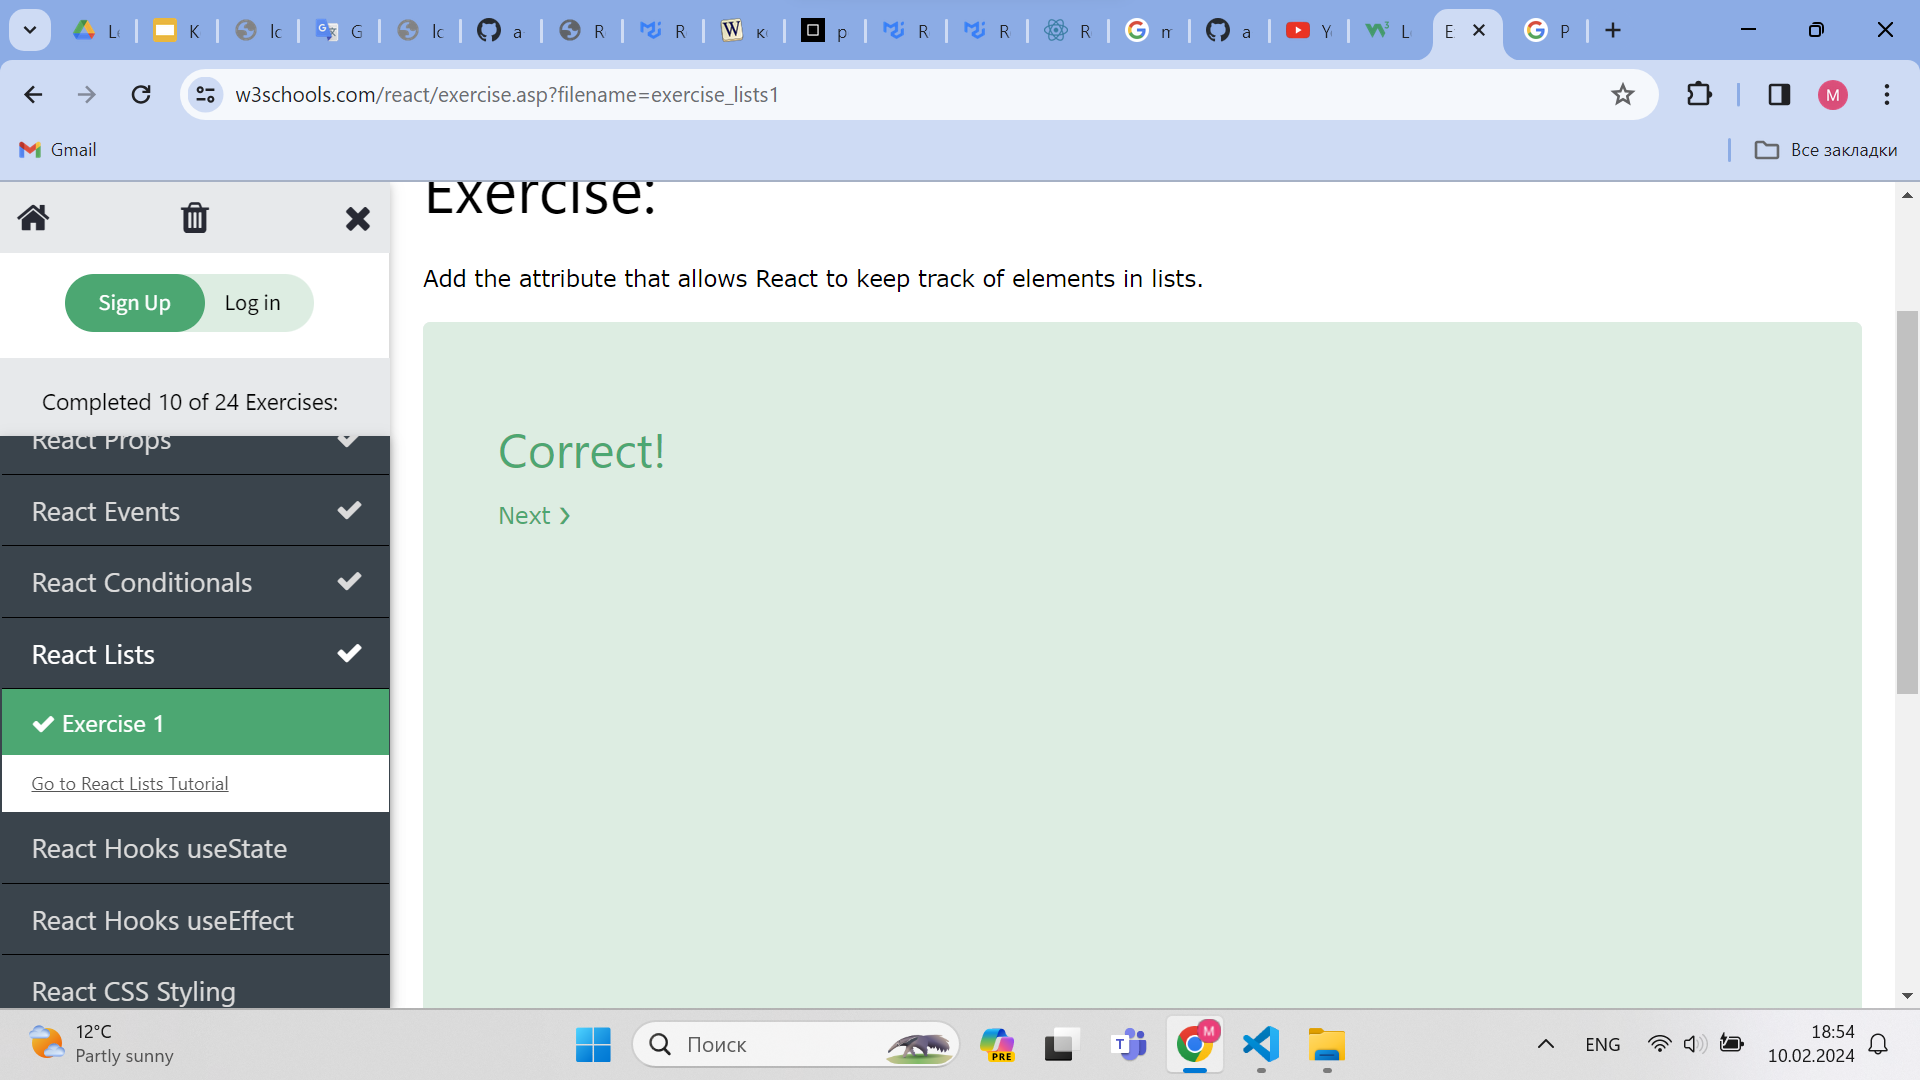 L
K
lc
G
lc
a
R
R
к
p
R
R
R
m
a
Y
L
E
P
w3schools.com/react/exercise.asp?filename=exercise_lists1
M
Gmail
Все закладки
Exercise:
Sign Up
Log in
Completed 10 of 24 Exercises:
React Props
React Events
React Conditionals
React Lists
Exercise 1
Go to React Lists Tutorial
React Hooks useState
React Hooks useEffect
React CSS Styling
Add the attribute that allows React to keep track of elements in lists.
Correct!
Next ❯
12°C
Partly sunny
Поиск
PRE
M
ENG
18:54
10.02.2024